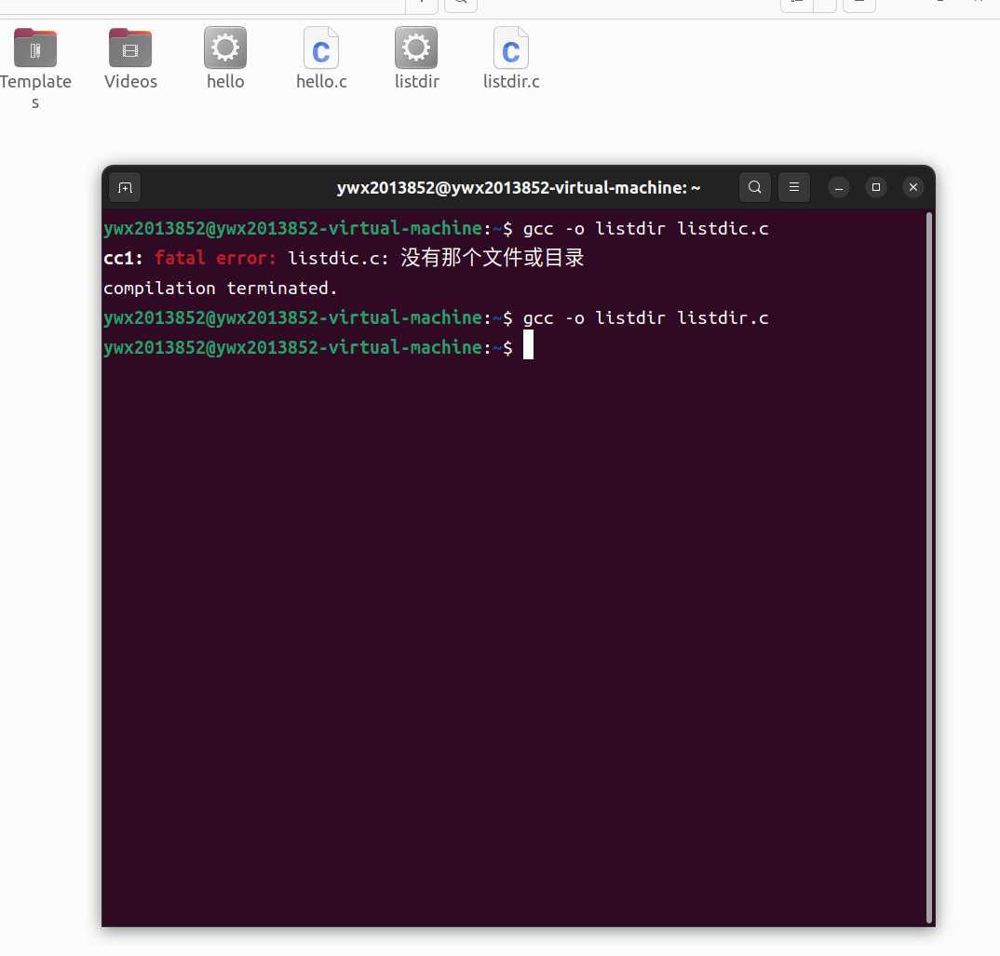 Template
s
Videos
hello
hello.c
listdir
listdir.c
ywx2013852@ywx2013852-virtual-machine: ~
ywx2013852@ywx2013852-virtual-machine:~$ gcc -o listdir listdic.c
cc1: fatal error: listdic.c: 没有那个文件或目录
compilation terminated.
ywx2013852@ywx2013852-virtual-machine:~$ gcc -o listdir listdir.c
ywx2013852@ywx2013852-virtual-machine:~$